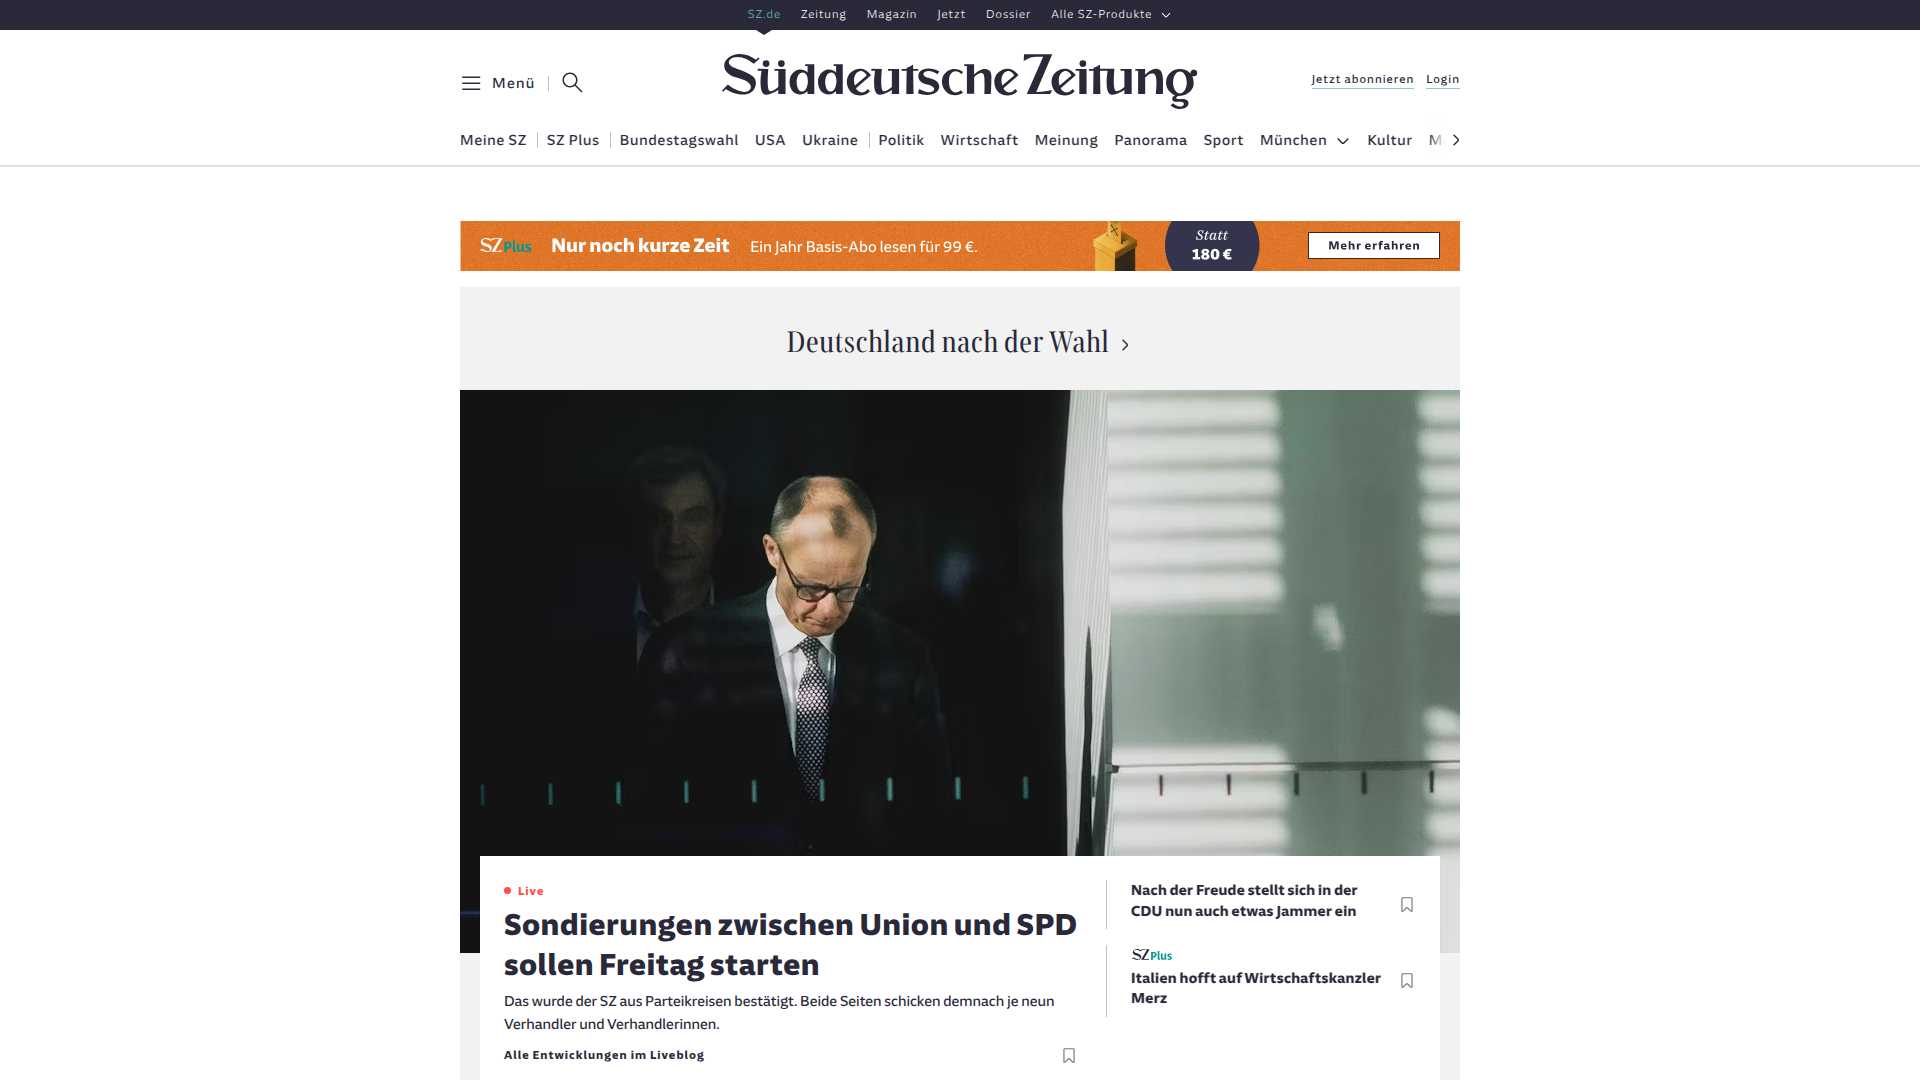 SZ.de Zeitung Magazin Jetzt Dossier Alle SZ-Produkte
Menü
Süddeutsche Zeitung
Jetzt abonnieren Login
Meine SZ SZ Plus Bundestagswahl USA Ukraine Politik Wirtschaft Meinung Panorama Sport München Kultur M
SZ Plus Nur noch kurze Zeit Ein Jahr Basis-Abo lesen für 99 €.
Statt
180 €
Mehr erfahren
Deutschland nach der Wahl
Live
Sondierungen zwischen Union und SPD
sollen Freitag starten
Das wurde der SZ aus Parteikreisen bestätigt. Beide Seiten schicken demnach je neun
Verhandler und Verhandlerinnen.
Alle Entwicklungen im Liveblog
Nach der Freude stellt sich in der
CDU nun auch etwas Jammer ein
SZ Plus
Italien hofft auf Wirtschaftskanzler
Merz